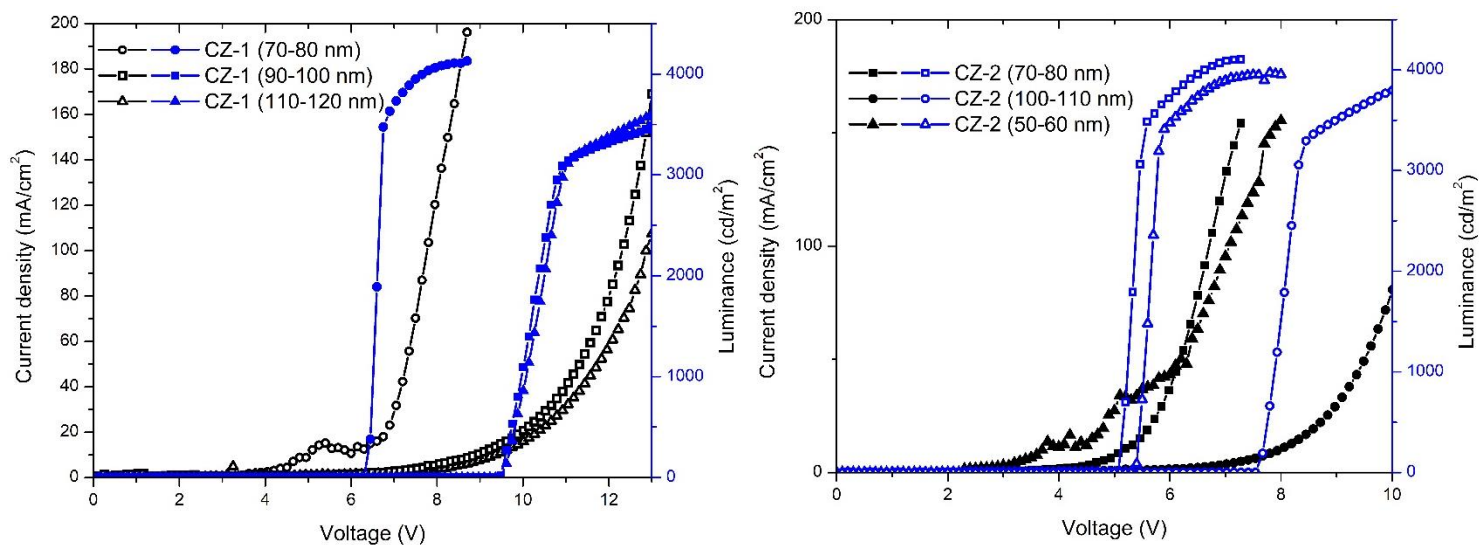 200
180
160
140
120
100
80
60
40
20
0
Current density (mA/cm²)
CZ-1 (70-80 nm)
CZ-1 (90-100 nm)
CZ-1 (110-120 nm)
4000
3000
2000
1000
0
Luminance (cd/m²)
0 2 4 6 8 10 12
Voltage (V)
200
100
0
Current density (mA/cm²)
CZ-2 (70-80 nm)
CZ-2 (100-110 nm)
CZ-2 (50-60 nm)
4000
3000
2000
1000
0
Luminance (cd/m²)
0 2 4 6 8 10
Voltage (V)